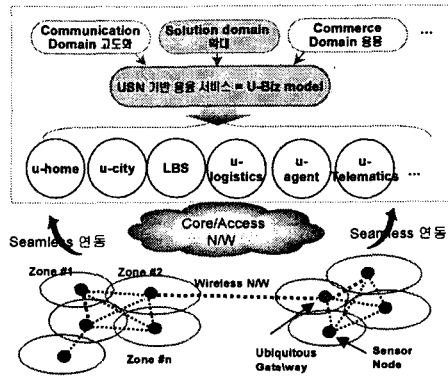 Communication
Domain 고도화
Solution domain
확대
Commerce
Domain 응용
...
USN 기반 응용 서비스 = U-Biz model
u-home
u-city
LBS
u-
logistics
u-
agent
u-
Telematics
...
Core/Access
N/W
Seamless 연동
Seamless 연동
Zone #1
Zone #2
Wireless N/W
Zone #n
Ubiquitous
Gateway
Sensor
Node